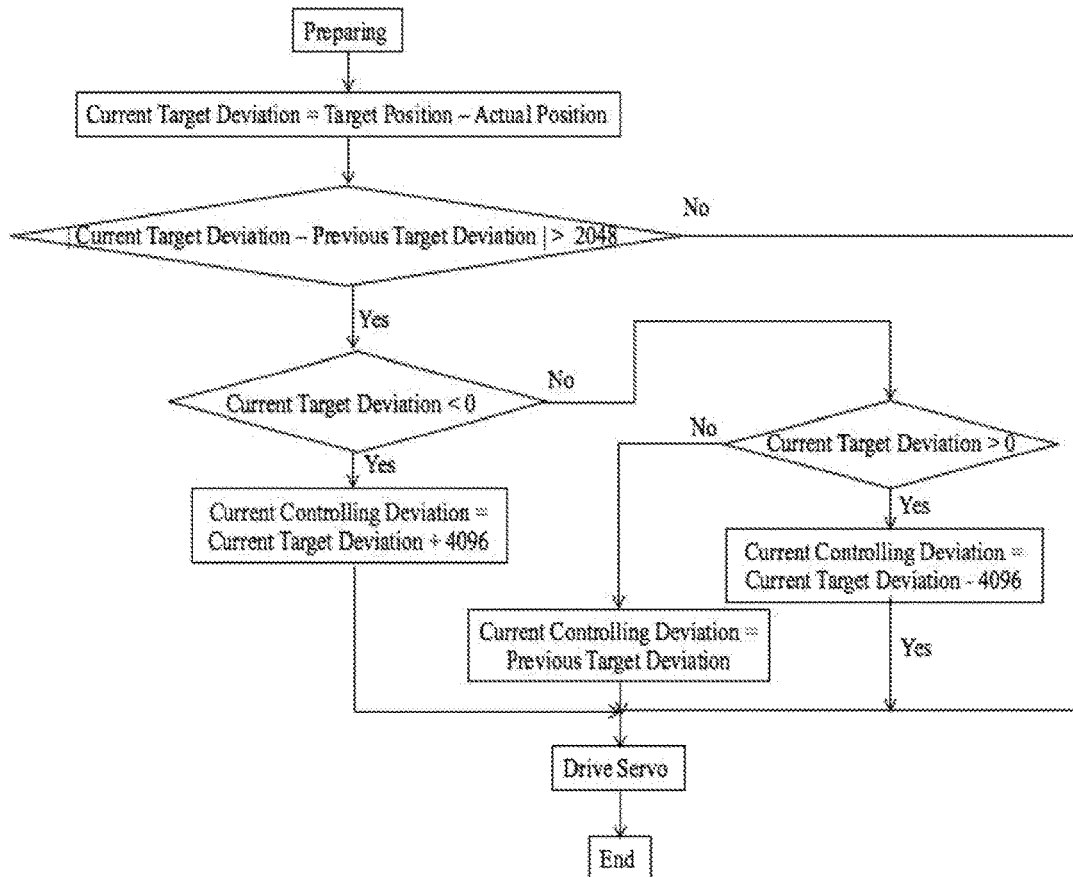 Preparing
Current Target Deviation = Target Position – Actual Position
No
| Current Target Deviation – Previous Target Deviation | > 2048
Yes
No
Current Target Deviation < 0
No
Current Target Deviation > 0
Yes
Yes
Current Controlling Deviation =
Current Target Deviation + 4096
Current Controlling Deviation =
Current Target Deviation - 4096
Current Controlling Deviation =
Previous Target Deviation
Yes
Drive Servo
End